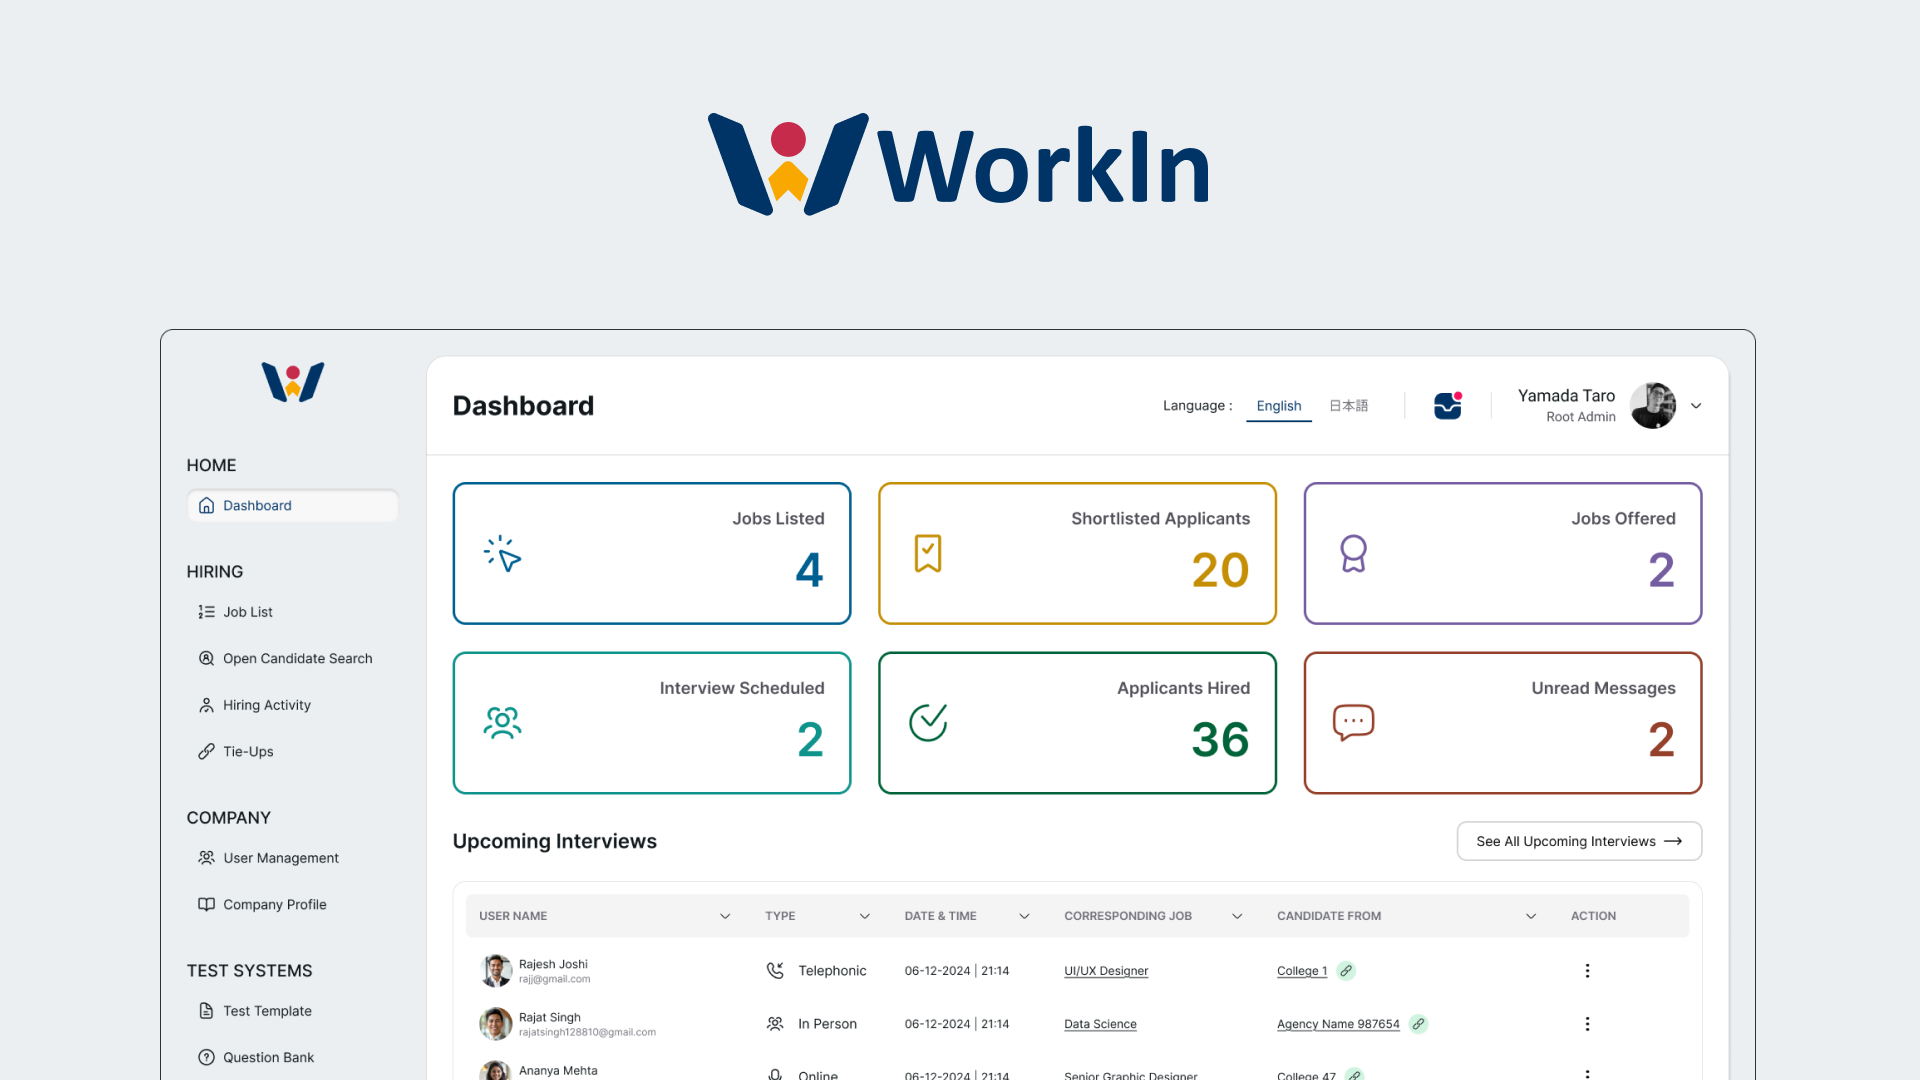 WorkIn
Dashboard
Language :
English
日本語
Yamada Taro
Root Admin
HOME
Dashboard
HIRING
Job List
Open Candidate Search
Hiring Activity
Tie-Ups
COMPANY
User Management
Company Profile
TEST SYSTEMS
Test Template
Question Bank
Jobs Listed
4
Shortlisted Applicants
20
Jobs Offered
2
Interview Scheduled
2
Applicants Hired
36
Unread Messages
2
Upcoming Interviews
See All Upcoming Interviews
USER NAME TYPE DATE & TIME CORRESPONDING JOB CANDIDATE FROM ACTION
Rajesh Joshi
rajj@gmail.com
Telephonic 06-12-2024 | 21:14 UI/UX Designer College 1
Rajat Singh
rajatsingh128810@gmail.com
In Person 06-12-2024 | 21:14 Data Science Agency Name 987654
Ananya Mehta
Online 06-12-2024 | 21:14 Senior Graphic Designer College 47